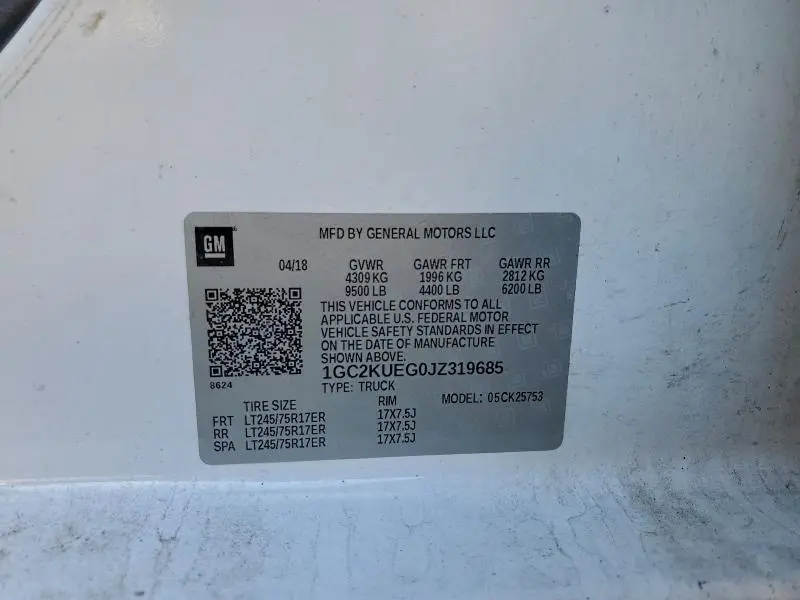 GM
MFD BY GENERAL MOTORS LLC
04/18 GVWR GAWR FRT GAWR RR
4309 KG 1996 KG 2812 KG
9500 LB 4400 LB 6200 LB
THIS VEHICLE CONFORMS TO ALL
APPLICABLE U.S. FEDERAL MOTOR
VEHICLE SAFETY STANDARDS IN EFFECT
ON THE DATE OF MANUFACTURE
SHOWN ABOVE.
1GC2KUEG0JZ319685
8624
TYPE: TRUCK
MODEL: 05CK25753
TIRE SIZE RIM
FRT LT245/75R17ER 17X7.5J
RR LT245/75R17ER 17X7.5J
SPA LT245/75R17ER 17X7.5J